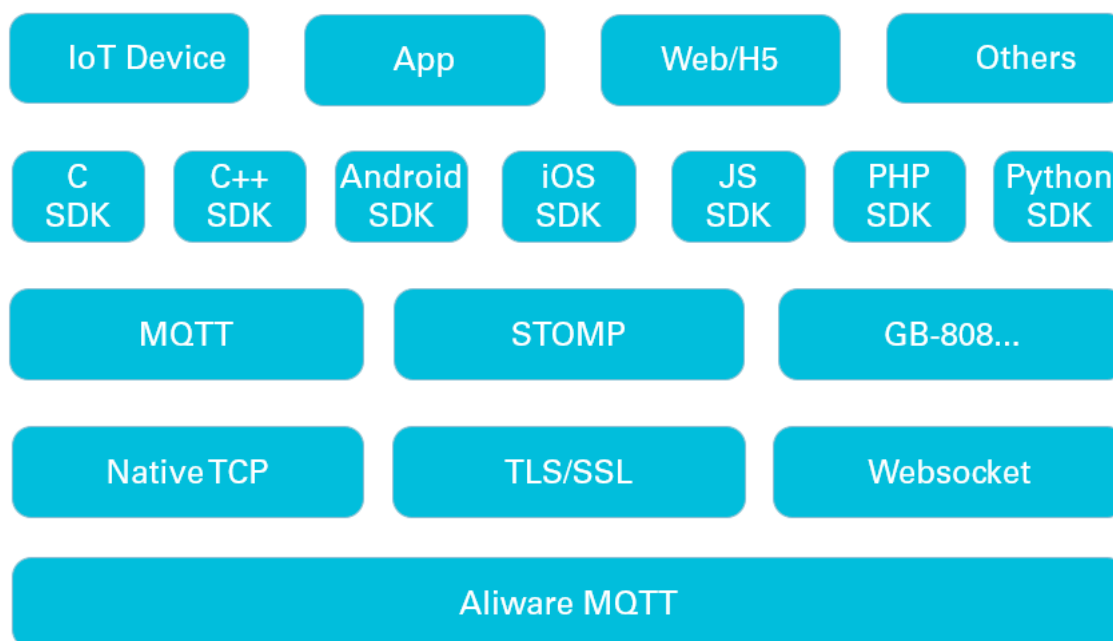 IoT Device
App
Web/H5
Others
C
SDK
C++
SDK
Android
SDK
iOS
SDK
JS
SDK
PHP
SDK
Python
SDK
MQTT
STOMP
GB-808...
Native TCP
TLS/SSL
Websocket
Aliware MQTT